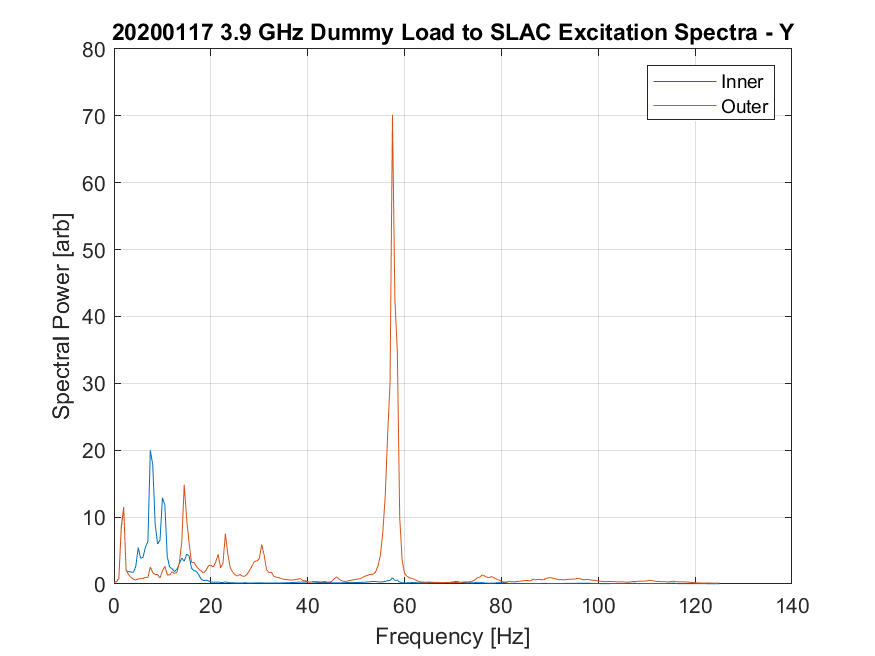 20200117 3.9 GHz Dummy Load to SLAC Excitation Spectra - Y
Inner
Outer
80
70
60
50
40
30
20
10
0
Spectral Power [arb]
0 20 40 60 80 100 120 140
Frequency [Hz]